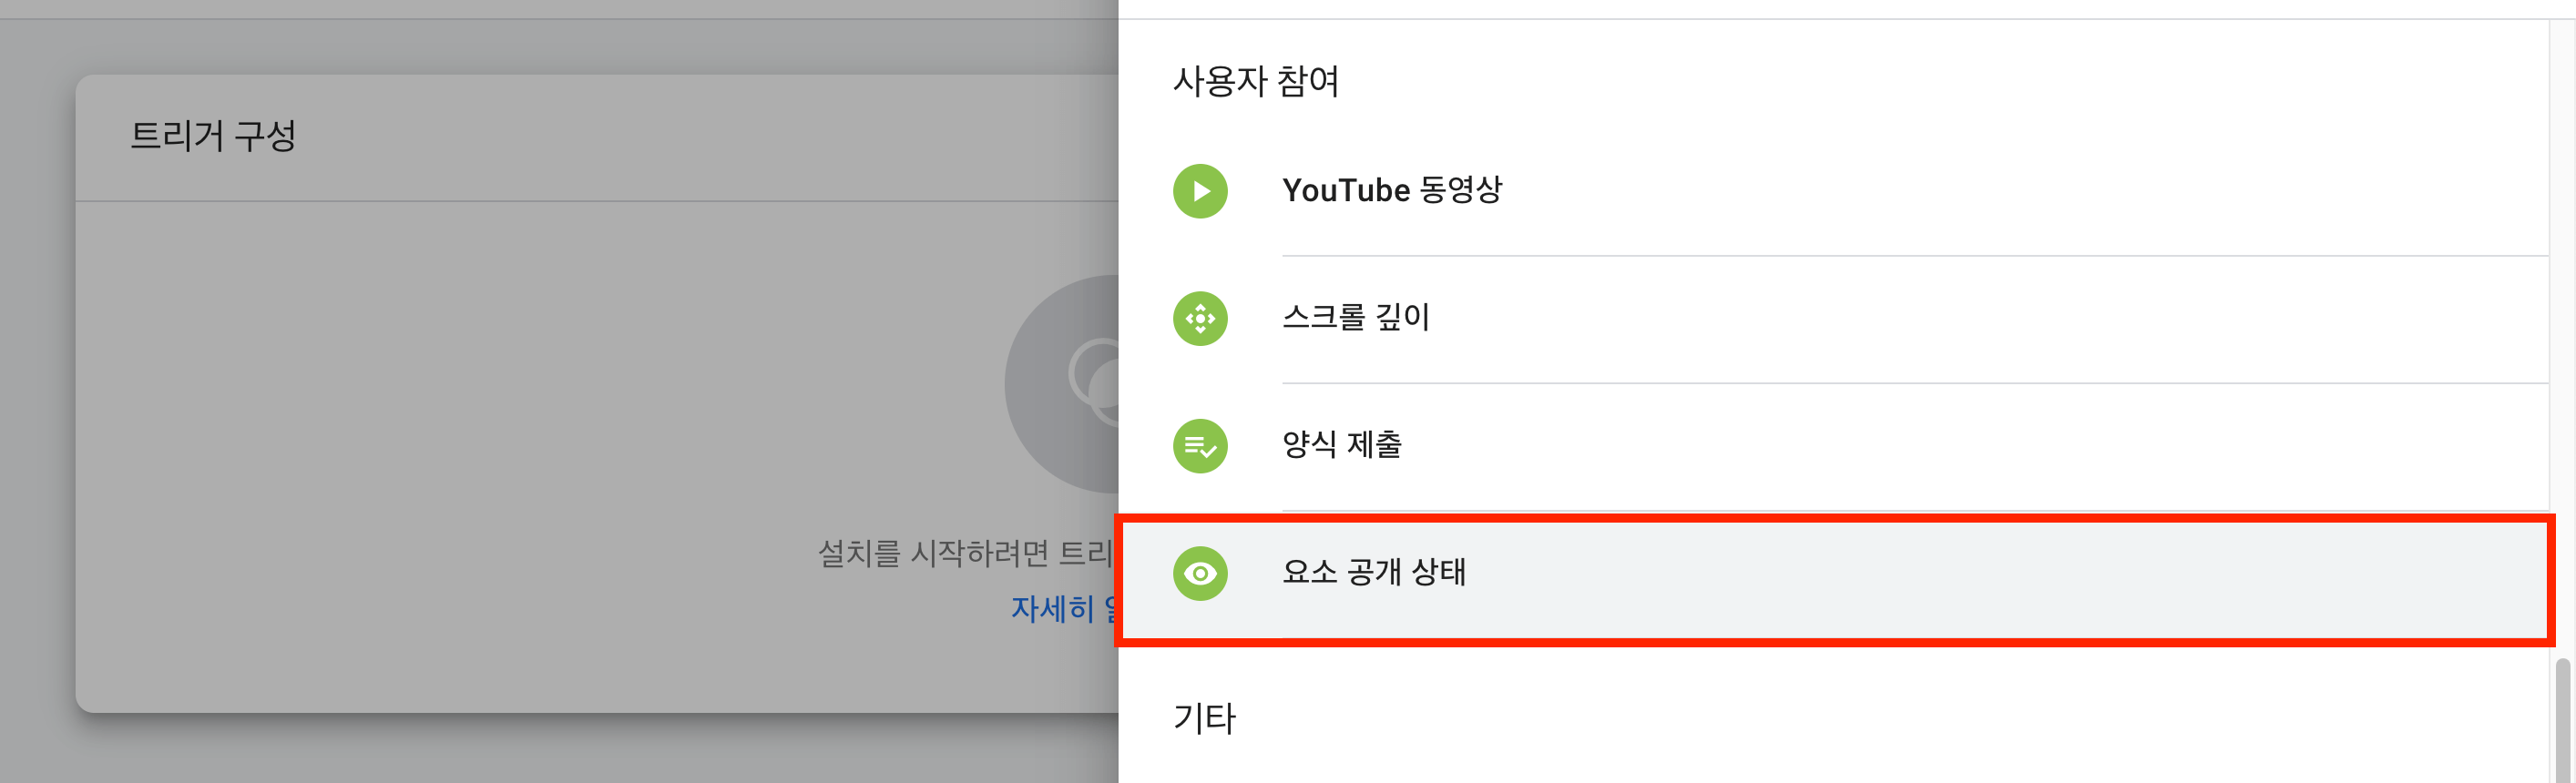 트리거 구성
설치를 시작하려면 트리
자세히
사용자 참여
YouTube 동영상
스크롤 깊이
양식 제출
요소 공개 상태
기타